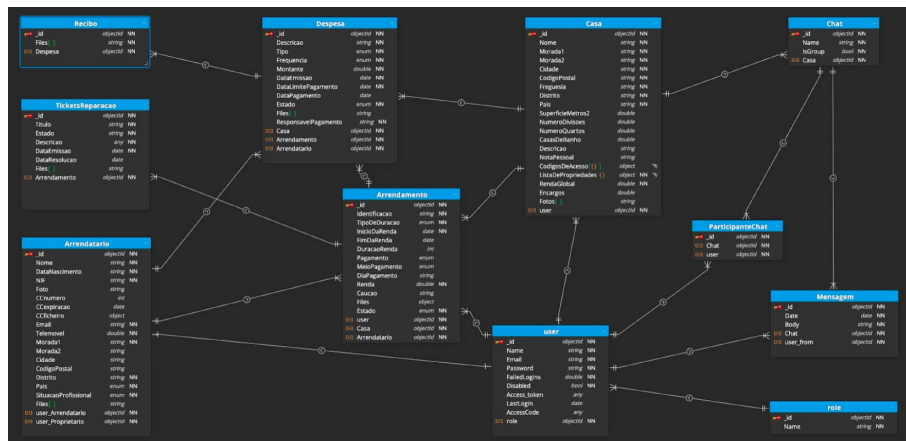 Recibo
_id objectId NN
Files[ ] string NN
Despesa objectId NN
Despesa
_id objectId NN
Descricao string NN
Tipo enum NN
Frequencia enum NN
Montante double NN
DataEmissao date NN
DataLimitePagamento date NN
DataPagamento date
Estado enum NN
Files[ ] string
ResponsavelPagamento string NN
Casa objectId NN
Arrendamento objectId NN
Arrendatario objectId NN
Casa
_id objectId NN
Nome string NN
Morada1 string NN
Morada2 string NN
Cidade string NN
CodigoPostal string NN
Freguesia string NN
Distrito string NN
Pais string NN
SuperficieMetros2 double
NumeroDivisoes double
NumeroQuartos double
CasasDeBanho double
Descricao string
NotaPessoal string
CodigosDeAcesso[{}] object
ListaDePropriedades {} object NN
RendaGlobal double NN
Encargos double
Fotos[ ] string
user objectId NN
Chat
_id objectId NN
Name string NN
IsGroup bool NN
Casa objectId NN
TicketsReparacao
_id objectId NN
Titulo string NN
Estado string NN
Descricao any NN
DataEmissao date NN
DataResolucao date
Files[ ] string
Arrendamento objectId NN
Arrendamento
_id objectId NN
Identificacao string NN
TipoDeDuracao enum NN
InicioDaRenda date NN
FimDaRenda date
DuracaoRenda int
Pagamento enum
MeioPagamento enum
DiaPagamento string
Renda double NN
Caucao string
Files object
Estado enum NN
user objectId NN
Casa objectId NN
Arrendatario objectId NN
ParticipanteChat
_id objectId NN
Chat objectId NN
user objectId NN
Arrendatario
_id objectId NN
Nome string NN
DataNascimento string NN
NIF string NN
Foto string
CCnumero int
CCexpiracao date
CCficheiro object
Email string NN
Telemovel double NN
Morada1 string NN
Morada2 string
Cidade string
CodigoPostal string
Distrito string NN
Pais enum NN
SituacaoProfissional enum NN
Files[ ] string
user_Arrendatario objectId NN
user_Proprietario objectId NN
Mensagem
_id objectId NN
Date date NN
Body string NN
Chat objectId NN
user_from objectId NN
user
_id objectId NN
Name string NN
Email string NN
Password string NN
FailedLogins double NN
Disabled bool NN
Access_token any
LastLogin date
AccessCode any
role objectId NN
role
_id objectId NN
Name string NN